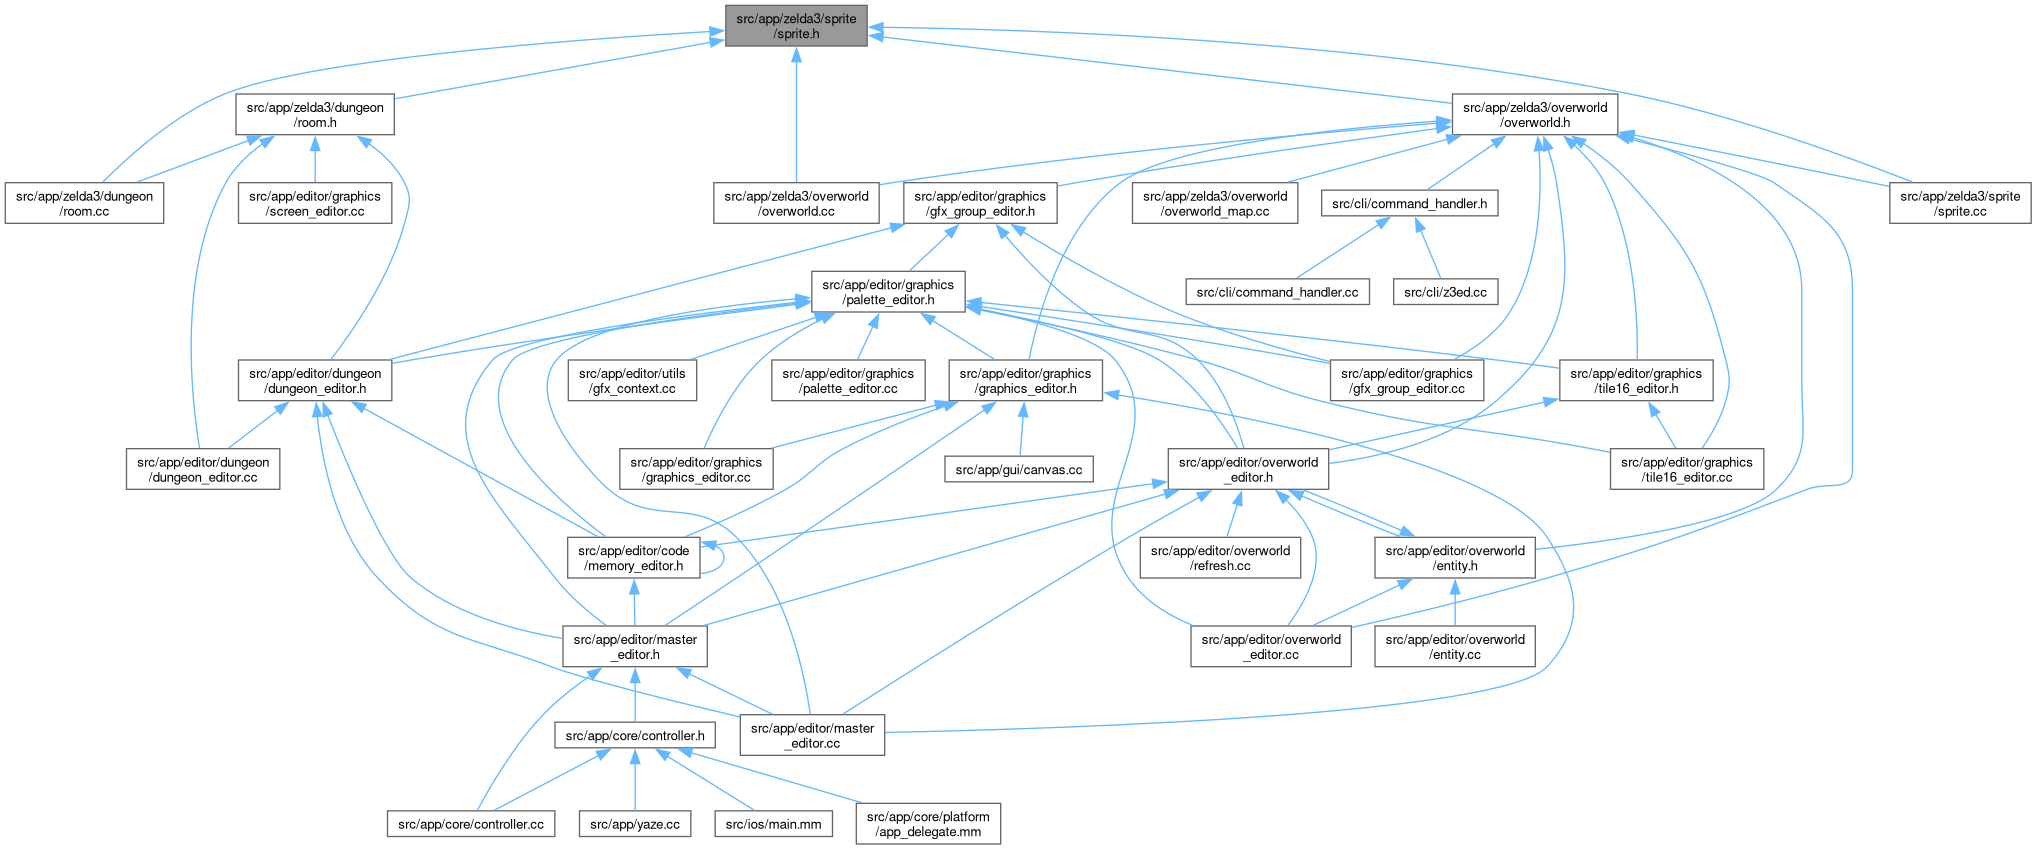 src/app/zelda3/sprite
/sprite.h
src/app/zelda3/dungeon
/room.h
src/app/zelda3/overworld
/overworld.h
src/app/zelda3/dungeon
/room.cc
src/app/editor/graphics
/screen_editor.cc
src/app/zelda3/overworld
/overworld.cc
src/app/editor/graphics
/gfx_group_editor.h
src/app/zelda3/overworld
/overworld_map.cc
src/cli/command_handler.h
src/app/zelda3/sprite
/sprite.cc
src/app/editor/graphics
/palette_editor.h
src/cli/command_handler.cc
src/cli/z3ed.cc
src/app/editor/dungeon
/dungeon_editor.h
src/app/editor/utils
/gfx_context.cc
src/app/editor/graphics
/palette_editor.cc
src/app/editor/graphics
/graphics_editor.h
src/app/editor/graphics
/gfx_group_editor.cc
src/app/editor/graphics
/tile16_editor.h
src/app/editor/dungeon
/dungeon_editor.cc
src/app/editor/graphics
/graphics_editor.cc
src/app/gui/canvas.cc
src/app/editor/overworld
_editor.h
src/app/editor/graphics
/tile16_editor.cc
src/app/editor/code
/memory_editor.h
src/app/editor/overworld
/refresh.cc
src/app/editor/overworld
/entity.h
src/app/editor/master
_editor.h
src/app/editor/overworld
_editor.cc
src/app/editor/overworld
/entity.cc
src/app/core/controller.h
src/app/editor/master
_editor.cc
src/app/core/controller.cc
src/app/yaze.cc
src/ios/main.mm
src/app/core/platform
/app_delegate.mm